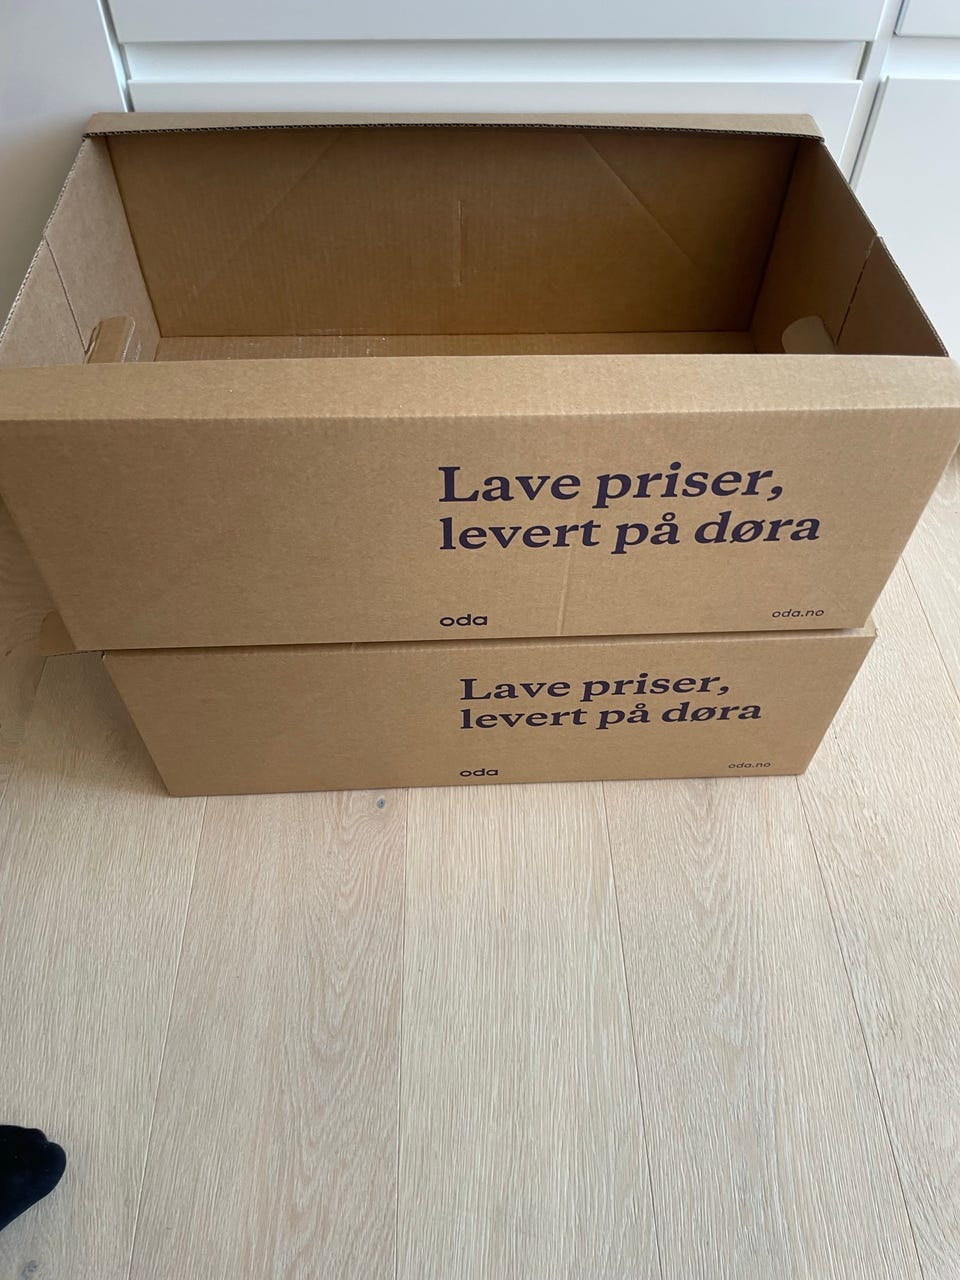 Lave priser,
levert på døra
oda
oda.no
Lave priser,
levert på døra
oda
oda.no